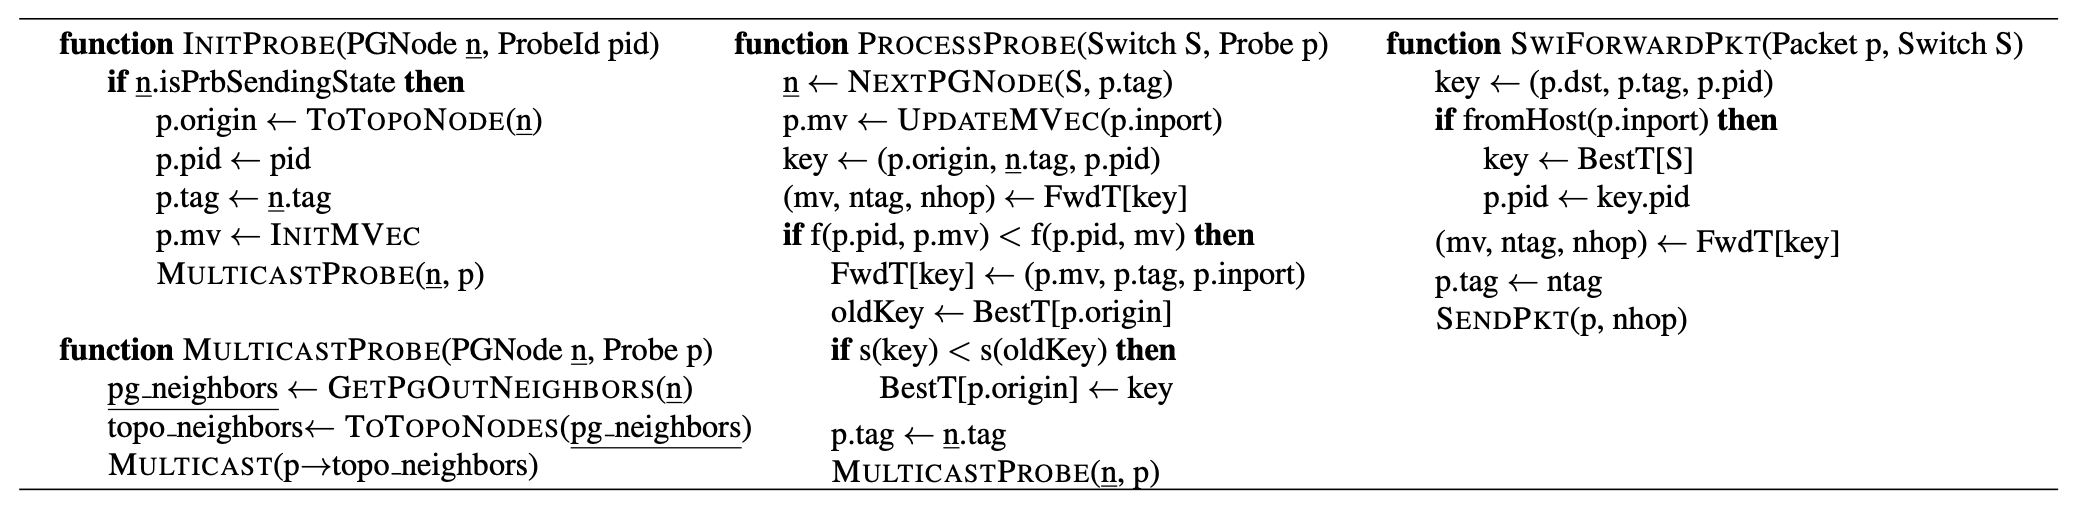 function INITPROBE(PGNode n, ProbeId pid)
if n.isPrbSendingState then
p.origin ← TOTOPONODE(n)
p.pid ← pid
p.tag ← n.tag
p.mv ← INITMVEC
MULTICASTPROBE(n, p)
function MULTICASTPROBE(PGNode n, Probe p)
pg_neighbors ← GETPGOUTNEIGHBORS(n)
topo_neighbors← TOTOPONODES(pg_neighbors)
MULTICAST(p→topo_neighbors)
function PROCESSPROBE(Switch S, Probe p)
n ← NEXTPGNODE(S, p.tag)
p.mv ← UPDATEMVEC(p.inport)
key ← (p.origin, n.tag, p.pid)
(mv, ntag, nhop) ← FwdT[key]
if f(p.pid, p.mv) < f(p.pid, mv) then
FwdT[key] ← (p.mv, p.tag, p.inport)
oldKey ← BestT[p.origin]
if s(key) < s(oldKey) then
BestT[p.origin] ← key
p.tag ← n.tag
MULTICASTPROBE(n, p)
function SWIFORWARDPKT(Packet p, Switch S)
key ← (p.dst, p.tag, p.pid)
if fromHost(p.inport) then
key ← BestT[S]
p.pid ← key.pid
(mv, ntag, nhop) ← FwdT[key]
p.tag ← ntag
SENDPKT(p, nhop)